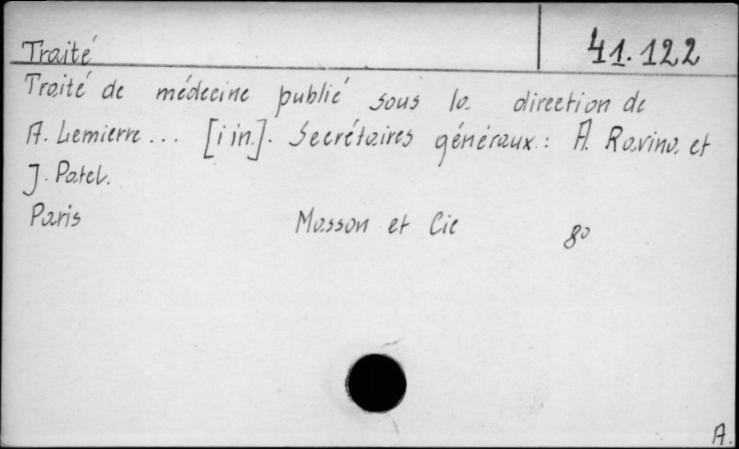 Traité
41.122
Traité de médecine publié sous la direction de
A. Lemierre... [i in.]. Secrétaires généraux: A. Ravina et
J. Patel.
Paris Masson et Cie 8°
A.